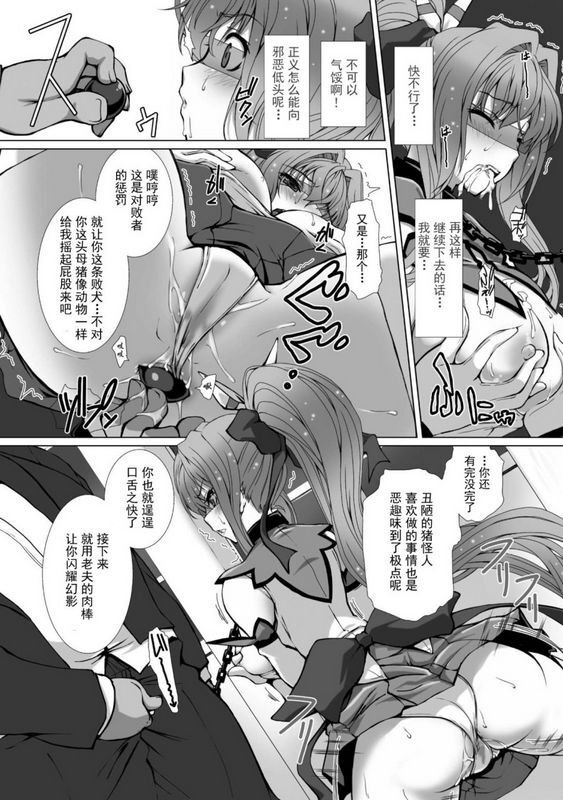 快不行了…
再这样
继续下去的话…
我就要…
不可以
气馁啊！
正义怎么能向
邪恶低头呢…
又是…那个…
噗哼哼
这是对败者
的惩罚
就让你这条败犬…不对
你这头母猪像动物一样
给我摇起屁股来吧！
…你还
有完没完了
丑陋的猪怪人
喜欢做的事情也是
恶趣味到了极点呢
你也就逞逞
口舌之快了
接下来
就用老夫的肉棒
让你闪耀幻影